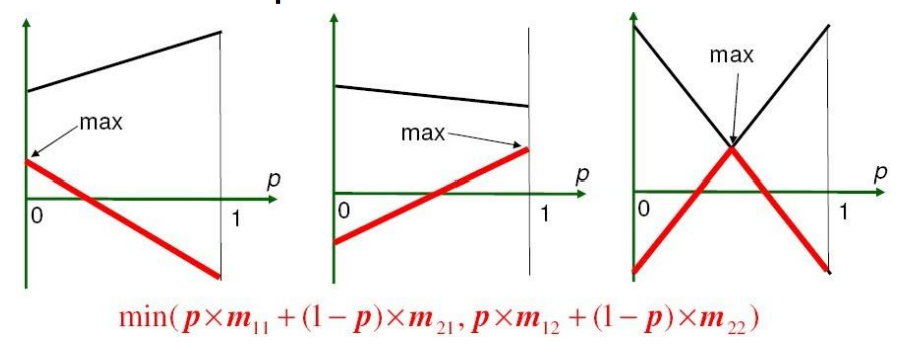 max
p
0
1
max
p
0
1
max
p
0
1
min(p×m₁₁+(1-p)×m₂₁, p×m₁₂+(1-p)×m₂₂)